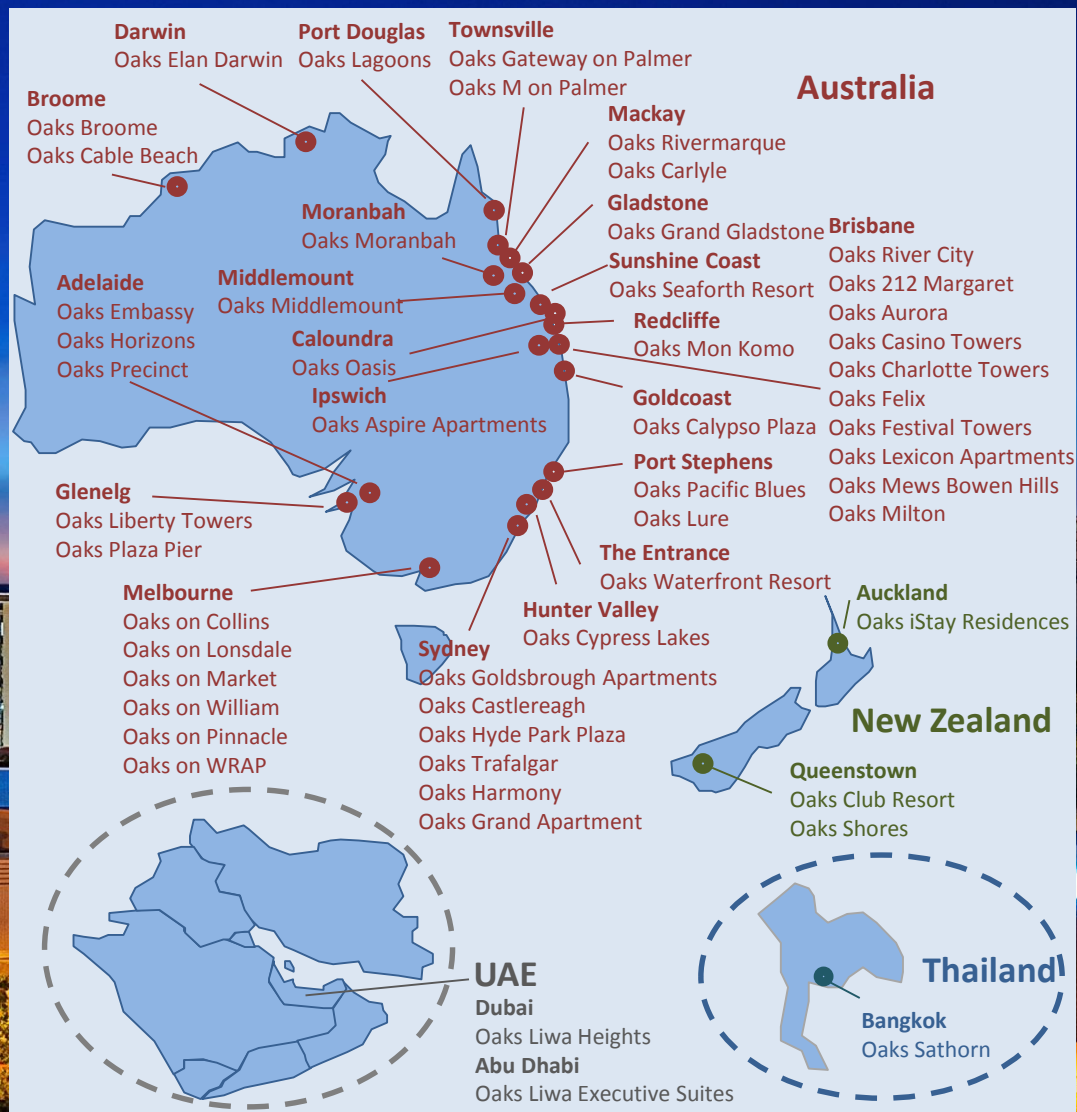 Darwin
Oaks Elan Darwin
Port Douglas
Oaks Lagoons
Townsville
Oaks Gateway on Palmer
Oaks M on Palmer
Australia
Broome
Oaks Broome
Oaks Cable Beach
Mackay
Oaks Rivermarque
Oaks Carlyle
Moranbah
Oaks Moranbah
Gladstone
Oaks Grand Gladstone
Brisbane
Oaks River City
Oaks 212 Margaret
Oaks Aurora
Oaks Casino Towers
Oaks Charlotte Towers
Oaks Felix
Oaks Festival Towers
Oaks Lexicon Apartments
Oaks Mews Bowen Hills
Oaks Milton
Adelaide
Oaks Embassy
Oaks Horizons
Oaks Precinct
Middlemount
Oaks Middlemount
Sunshine Coast
Oaks Seaforth Resort
Caloundra
Oaks Oasis
Redcliffe
Oaks Mon Komo
Ipswich
Oaks Aspire Apartments
Goldcoast
Oaks Calypso Plaza
Port Stephens
Oaks Pacific Blues
Oaks Lure
Glenelg
Oaks Liberty Towers
Oaks Plaza Pier
The Entrance
Oaks Waterfront Resort
Melbourne
Oaks on Collins
Oaks on Lonsdale
Oaks on Market
Oaks on William
Oaks on Pinnacle
Oaks on WRAP
Hunter Valley
Oaks Cypress Lakes
Sydney
Oaks Goldsbrough Apartments
Oaks Castlereagh
Oaks Hyde Park Plaza
Oaks Trafalgar
Oaks Harmony
Oaks Grand Apartment
Auckland
Oaks iStay Residences
New Zealand
Queenstown
Oaks Club Resort
Oaks Shores
UAE
Dubai
Oaks Liwa Heights
Abu Dhabi
Oaks Liwa Executive Suites
Thailand
Bangkok
Oaks Sathorn